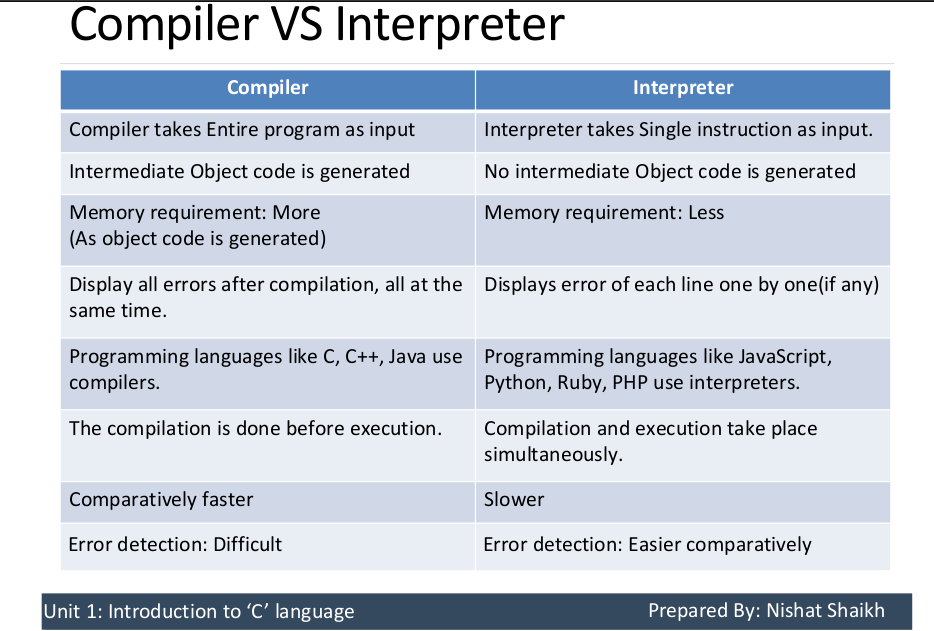 Compiler VS Interpreter
Compiler
Interpreter
Compiler takes Entire program as input
Interpreter takes Single instruction as input.
Intermediate Object code is generated
No intermediate Object code is generated
Memory requirement: More
(As object code is generated)
Memory requirement: Less
Display all errors after compilation, all at the
same time.
Displays error of each line one by one(if any)
Programming languages like C, C++, Java use
compilers.
Programming languages like JavaScript,
Python, Ruby, PHP use interpreters.
The compilation is done before execution.
Compilation and execution take place
simultaneously.
Comparatively faster
Slower
Error detection: Difficult
Error detection: Easier comparatively
Unit 1: Introduction to ‘C’ language
Prepared By: Nishat Shaikh